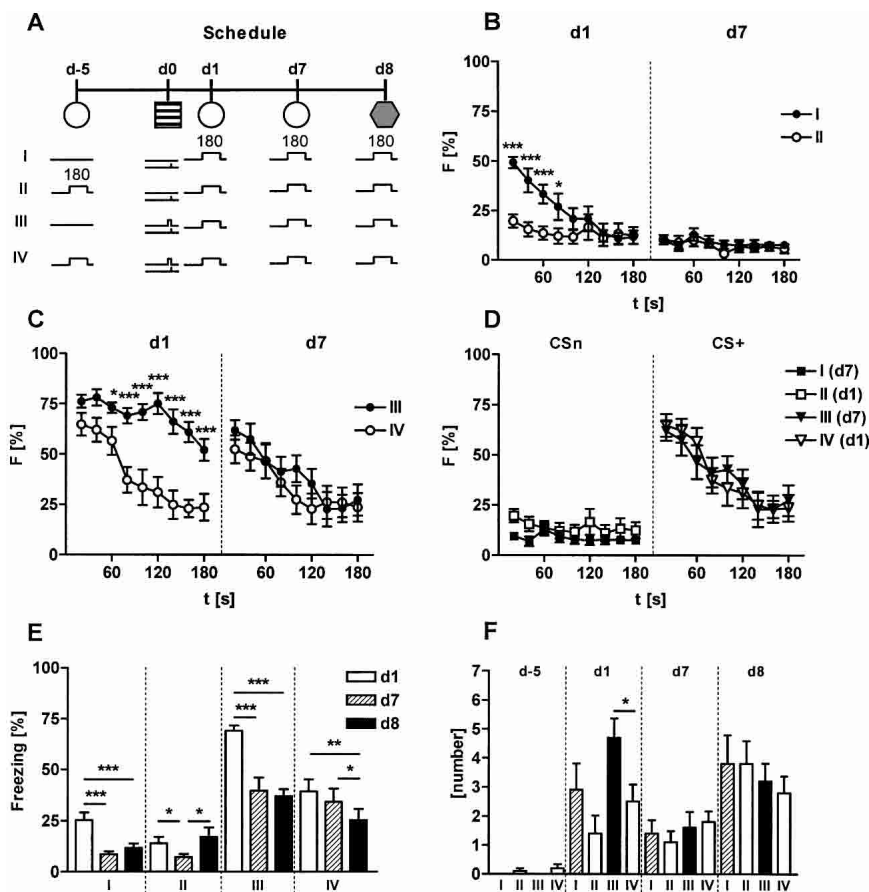 A
Schedule
d-5 d0 d1 d7 d8
I 180 180 180
180
II
III
IV
B
d1 d7
F [%]
100
75
50
25
0
*** *** *** *
I
II
60 120 180 60 120 180
t [s]
C
d1 d7
F [%]
100
75
50
25
0
* *** *** *** *** *** ***
III
IV
60 120 180 60 120 180
t [s]
D
CSn CS+
F [%]
100
75
50
25
0
I (d7)
II (d1)
III (d7)
IV (d1)
60 120 180 60 120 180
t [s]
E
Freezing [%]
100
75
50
25
0
d1
d7
d8
*** *** * * *** *** ** *
I II III IV
F
d-5 d1 d7 d8
[number]
7
6
5
4
3
2
1
0
*
I II III IV I II III IV I II III IV I II III IV